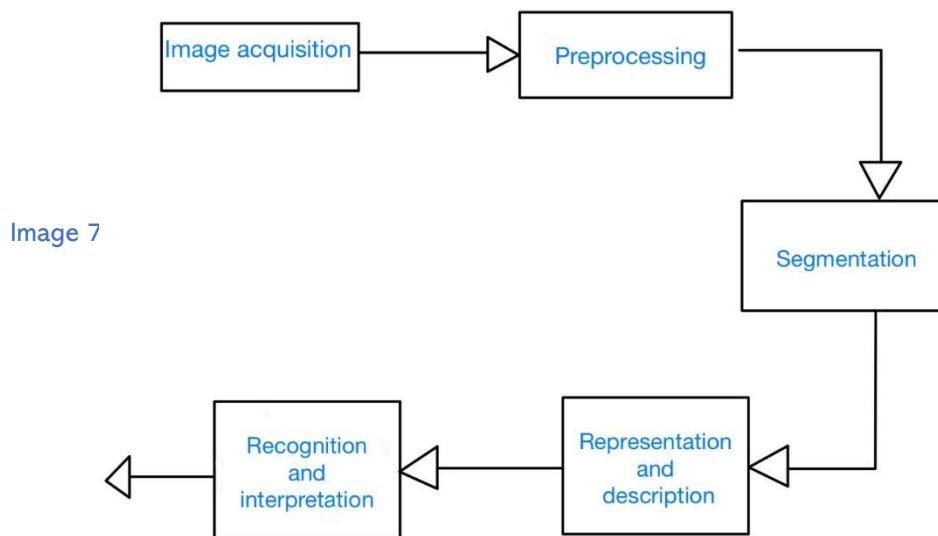 Image acquisition
Preprocessing
Image 7
Segmentation
Representation
and
description
Recognition
and
interpretation